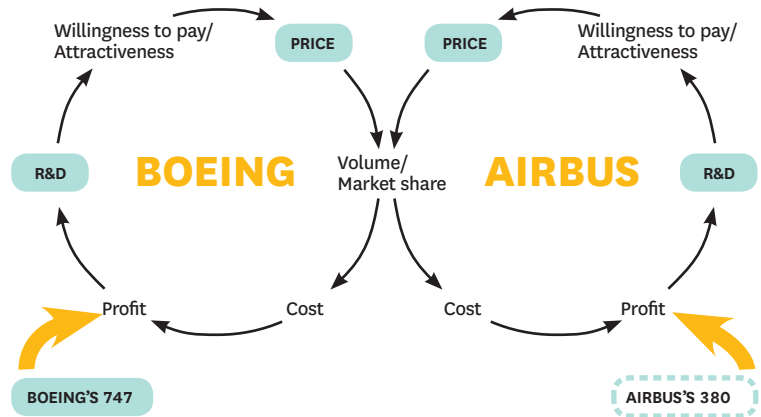 Willingness to pay/
Attractiveness
PRICE
PRICE
Willingness to pay/
Attractiveness
R&D
BOEING
Volume/
Market share
AIRBUS
R&D
Profit
Cost
Cost
Profit
BOEING'S 747
AIRBUS'S 380